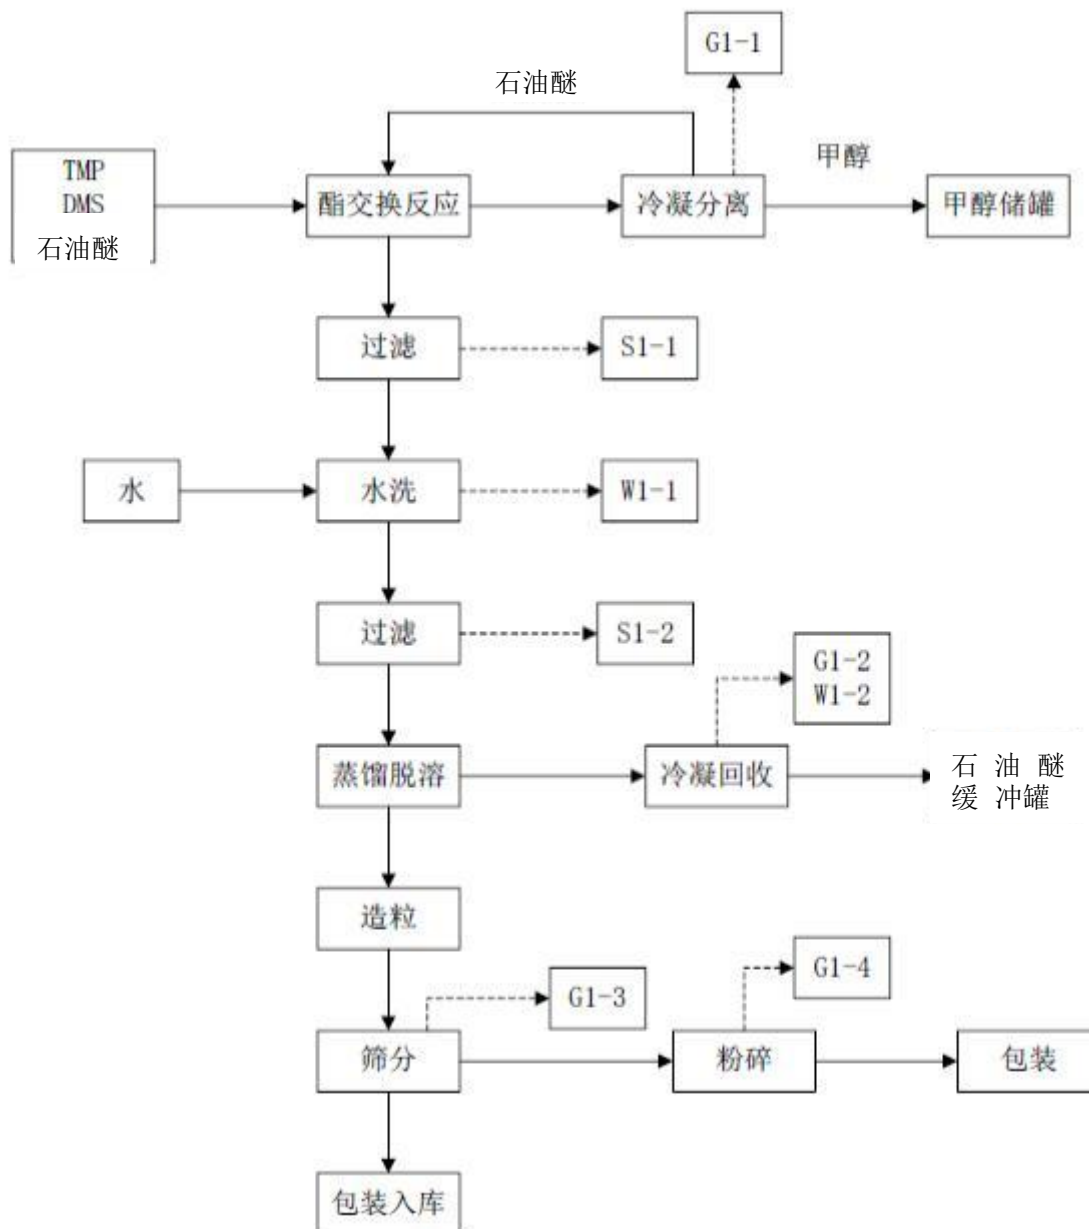 G1-1
石油醚
甲醇
TMP
DMS
石油醚
酯交换反应
冷凝分离
甲醇储罐
过滤
S1-1
水
水洗
W1-1
过滤
S1-2
G1-2
W1-2
蒸馏脱溶
冷凝回收
石 油 醚
缓 冲罐
造粒
G1-4
G1-3
筛分
粉碎
包装
包装入库